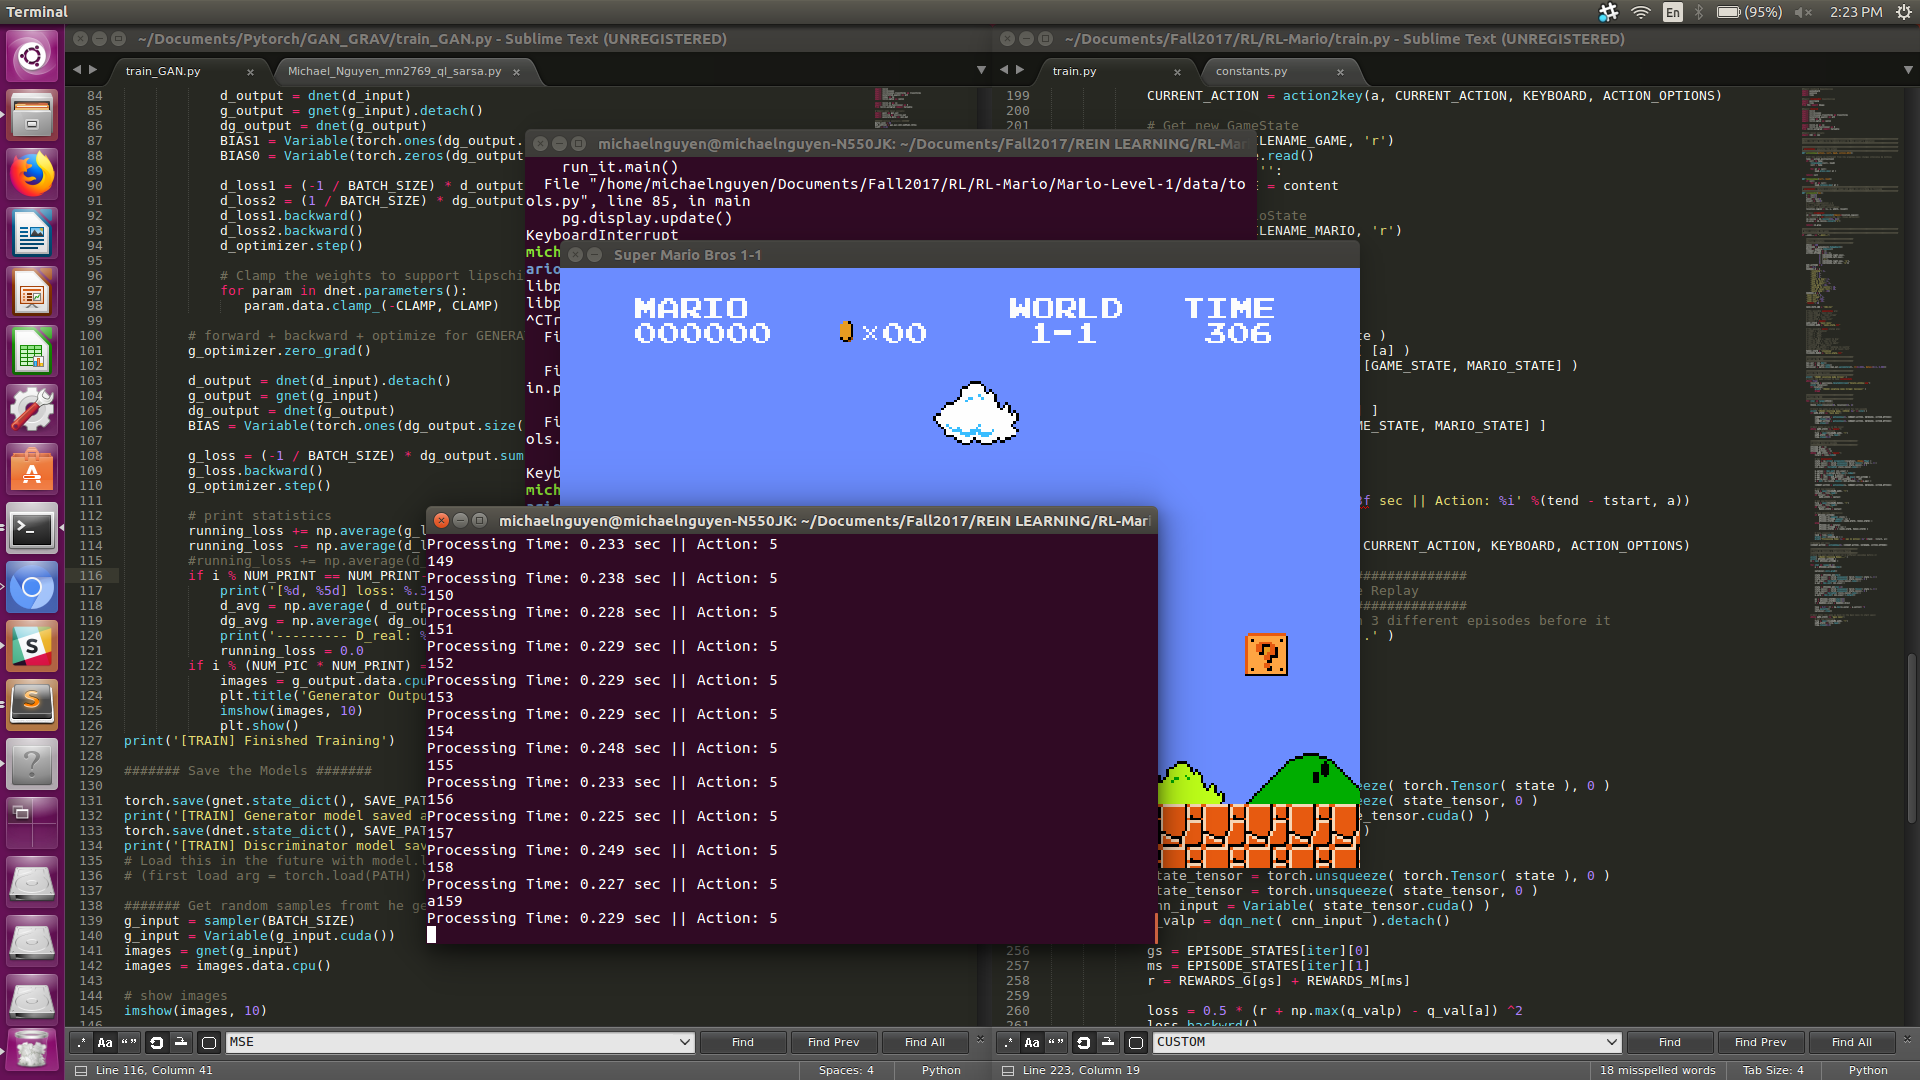 Terminal
En
(95%)
2:23 PM
~/Documents/Pytorch/GAN_GRAV/train_GAN.py - Sublime Text (UNREGISTERED)
train_GAN.py
Michael_Nguyen_mn2769_ql_sarsa.py
84 d_output = dnet(d_input)
85 g_output = gnet(g_input).detach()
86 dg_output = dnet(g_output)
87 BIAS1 = Variable(torch.ones(dg_output.
88 BIAS0 = Variable(torch.zeros(dg_output
89
90 d_loss1 = (-1 / BATCH_SIZE) * d_output
91 d_loss2 = (1 / BATCH_SIZE) * dg_output
92 d_loss1.backward()
93 d_loss2.backward()
94 d_optimizer.step()
95
96 # Clamp the weights to support lipschi
97 for param in dnet.parameters():
98 param.data.clamp_(-CLAMP, CLAMP)
99
100 # forward + backward + optimize for GENERA
101 g_optimizer.zero_grad()
102
103 d_output = dnet(d_input).detach()
104 g_output = gnet(g_input)
105 dg_output = dnet(g_output)
106 BIAS = Variable(torch.ones(dg_output.size(
107
108 g_loss = (-1 / BATCH_SIZE) * dg_output.sum
109 g_loss.backward()
110 g_optimizer.step()
111
112 # print statistics
113 running_loss += np.average(g_l
114 running_loss -= np.average(d_l
115 #running_loss += np.average(d_
116 if i % NUM_PRINT == NUM_PRINT
117 print('[%d, %5d] loss: %.3
118 d_avg = np.average( d_outp
119 dg_avg = np.average( dg_ou
120 print('--------- D_real: %
121 running_loss = 0.0
122 if i % (NUM_PIC * NUM_PRINT) =
123 images = g_output.data.cpu
124 plt.title('Generator Outpu
125 imshow(images, 10)
126 plt.show()
127 print('[TRAIN] Finished Training')
128
129 ####### Save the Models #######
130
131 torch.save(gnet.state_dict(), SAVE_PAT
132 print('[TRAIN] Generator model saved a
133 torch.save(dnet.state_dict(), SAVE_PAT
134 print('[TRAIN] Discriminator model sav
135 # Load this in the future with model.l
136 # (first load arg = torch.load(PATH) )
137
138 ####### Get random samples fromt he ge
139 g_input = sampler(BATCH_SIZE)
140 g_input = Variable(g_input.cuda())
141 images = gnet(g_input)
142 images = images.data.cpu()
143
144 # show images
145 imshow(images, 10)
146
.* Aa “ ” MSE Find Find Prev Find All
Line 116, Column 41 Spaces: 4 Python
michaelnguyen@michaelnguyen-N550JK: ~/Documents/Fall2017/REIN LEARNING/RL-Mar
run_it.main()
File "/home/michaelnguyen/Documents/Fall2017/RL/RL-Mario/Mario-Level-1/data/to
ols.py", line 85, in main
pg.display.update()
KeyboardInterrupt
mich
ario
libp
libp
^CTr
Fi
Fi
in.p
Fi
ols.
Keyb
mich
Super Mario Bros 1-1
MARIO WORLD TIME
000000 ×00 1-1 306
?
michaelnguyen@michaelnguyen-N550JK: ~/Documents/Fall2017/REIN LEARNING/RL-Mari
Processing Time: 0.233 sec || Action: 5
149
Processing Time: 0.238 sec || Action: 5
150
Processing Time: 0.228 sec || Action: 5
151
Processing Time: 0.229 sec || Action: 5
152
Processing Time: 0.229 sec || Action: 5
153
Processing Time: 0.229 sec || Action: 5
154
Processing Time: 0.248 sec || Action: 5
155
Processing Time: 0.233 sec || Action: 5
156
Processing Time: 0.225 sec || Action: 5
157
Processing Time: 0.249 sec || Action: 5
158
Processing Time: 0.227 sec || Action: 5
a159
Processing Time: 0.229 sec || Action: 5
~/Documents/Fall2017/RL/RL-Mario/train.py - Sublime Text (UNREGISTERED)
train.py
constants.py
199 CURRENT_ACTION = action2key(a, CURRENT_ACTION, KEYBOARD, ACTION_OPTIONS)
200
201 # Get new GameState
LENAME_GAME, 'r')
.read()
'':
= content
oState
LENAME_MARIO, 'r')
e )
[a] )
[GAME_STATE, MARIO_STATE] )
]
E_STATE, MARIO_STATE] ]
f sec || Action: %i' %(tend - tstart, a))
CURRENT_ACTION, KEYBOARD, ACTION_OPTIONS)
#############
e Replay
#############
n 3 different episodes before it
.' )
eeze( torch.Tensor( state ), 0 )
eze( state_tensor, 0 )
e_tensor.cuda() )
)
state_tensor = torch.unsqueeze( torch.Tensor( state ), 0 )
tate_tensor = torch.unsqueeze( state_tensor, 0 )
nn_input = Variable( state_tensor.cuda() )
_valp = dqn_net( cnn_input ).detach()
256 gs = EPISODE_STATES[iter][0]
257 ms = EPISODE_STATES[iter][1]
258 r = REWARDS_G[gs] + REWARDS_M[ms]
259
260 loss = 0.5 * (r + np.max(q_valp) - q_val[a]) ^2
261 loss.backwrd()
.* Aa “ ” CUSTOM Find Find Prev Find All
Line 223, Column 19 18 misspelled words Tab Size: 4 Python